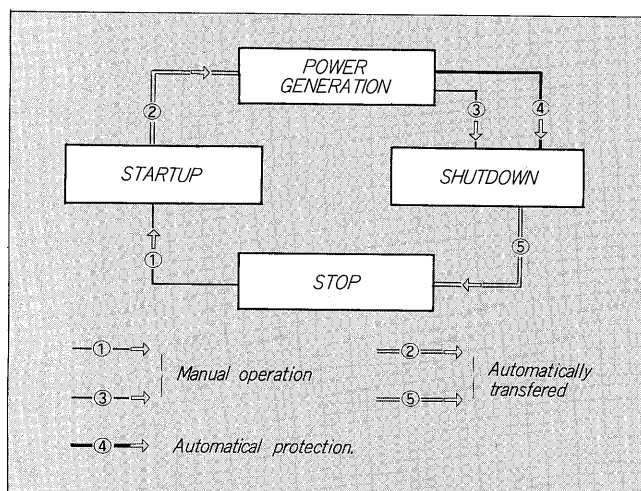 POWER
GENERATION
②
③
④
STARTUP
SHUTDOWN
①
⑤
STOP
①
③
Manual operation
②
⑤
Automatically
transfered
④
Automatical protection.